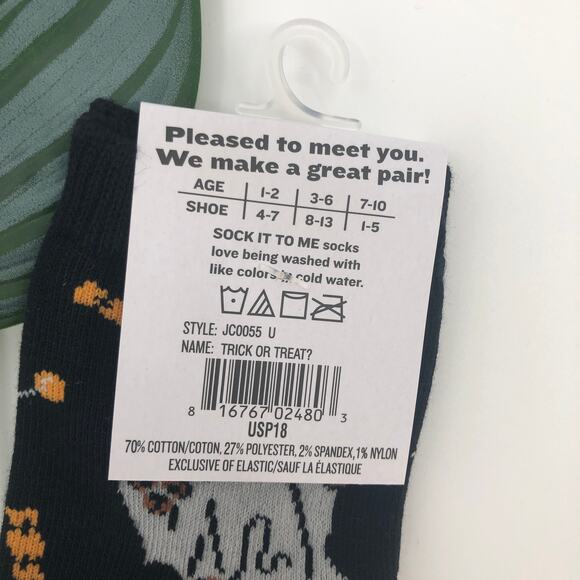 Pleased to meet you.
We make a great pair!
AGE 1-2 3-6 7-10
SHOE 4-7 8-13 1-5
SOCK IT TO ME socks
love being washed with
like colors in cold water.
STYLE: JC0055 U
NAME: TRICK OR TREAT?
8 16767 02480 3
USP18
70% COTTON/COTON, 27% POLYESTER, 2% SPANDEX, 1% NYLON
EXCLUSIVE OF ELASTIC/SAUF LA ÉLASTIQUE